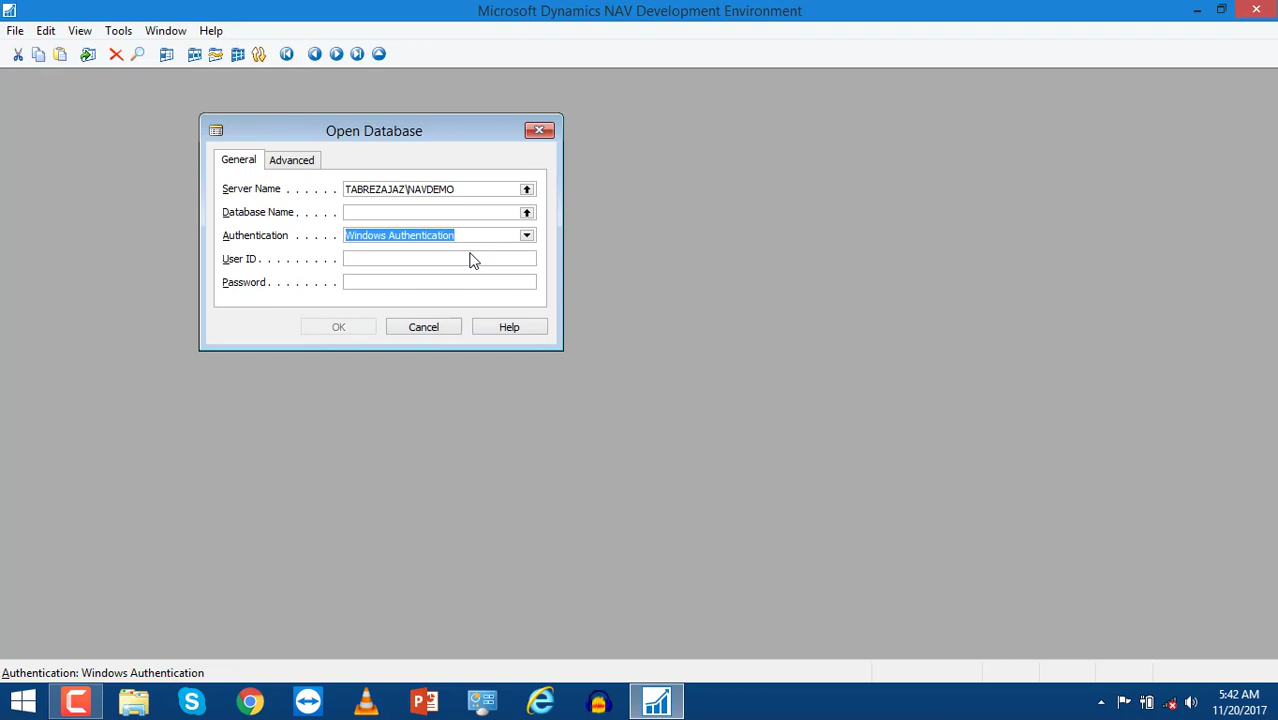 Microsoft Dynamics NAV Development Environment
File Edit View Tools Window Help
Open Database
General Advanced
Server Name . . . . . . TABREZAJAZ\NAVDEMO
Database Name . . . . .
Authentication . . . . . Windows Authentication
User ID . . . . . . . . .
Password . . . . . . . .
OK Cancel Help
Authentication: Windows Authentication
5:42 AM
11/20/2017